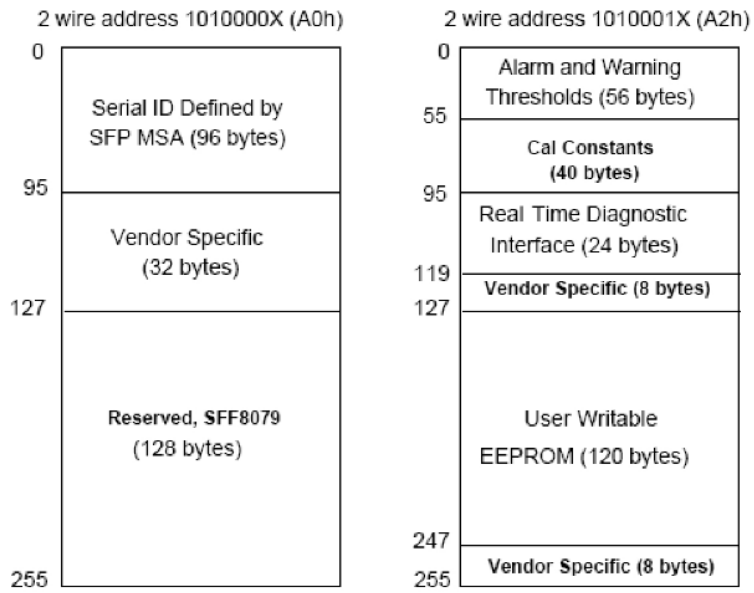 2 wire address 1010000X (A0h)
0
Serial ID Defined by
SFP MSA (96 bytes)
95
Vendor Specific
(32 bytes)
127
Reserved, SFF8079
(128 bytes)
255
2 wire address 1010001X (A2h)
0
Alarm and Warning
Thresholds (56 bytes)
55
Cal Constants
(40 bytes)
95
Real Time Diagnostic
Interface (24 bytes)
119
Vendor Specific (8 bytes)
127
User Writable
EEPROM (120 bytes)
247
Vendor Specific (8 bytes)
255